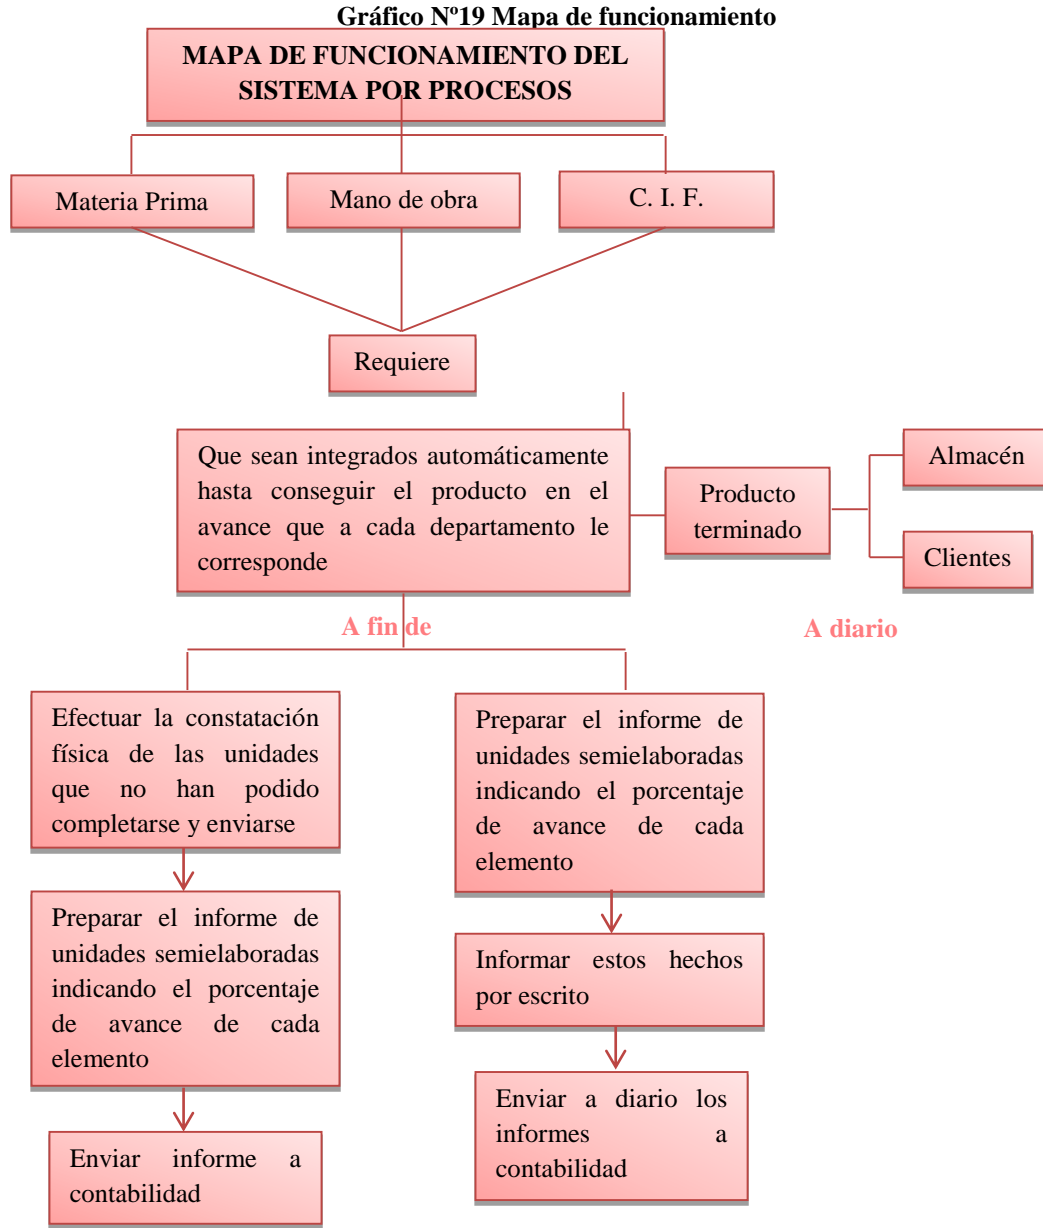 Gráfico Nº19 Mapa de funcionamiento
MAPA DE FUNCIONAMIENTO DEL
SISTEMA POR PROCESOS
Materia Prima
Mano de obra
C. I. F.
Requiere
Que sean integrados automáticamente
hasta conseguir el producto en el
avance que a cada departamento le
corresponde
Producto
terminado
Almacén
Clientes
A fin de
A diario
Efectuar la constatación
física de las unidades
que no han podido
completarse y enviarse
Preparar el informe de
unidades semielaboradas
indicando el porcentaje
de avance de cada
elemento
Enviar informe a
contabilidad
Preparar el informe de
unidades semielaboradas
indicando el porcentaje
de avance de cada
elemento
Informar estos hechos
por escrito
Enviar a diario los
informes a
contabilidad